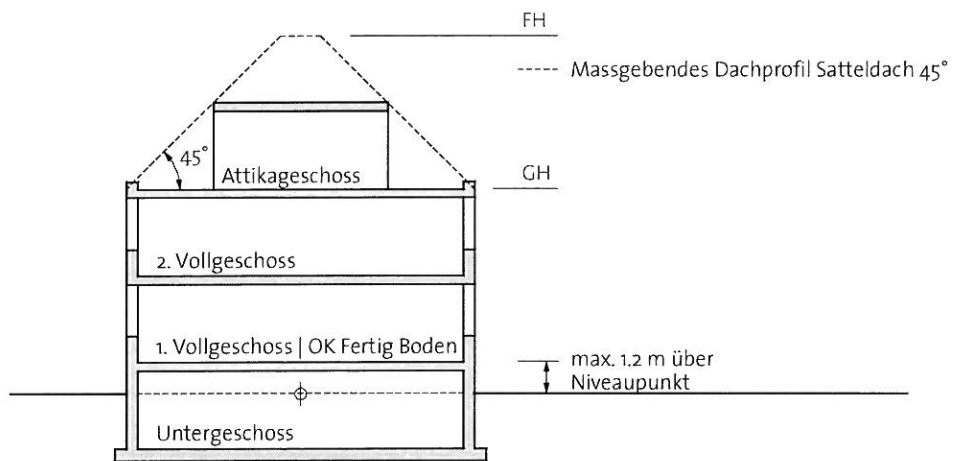 FH
Massgebendes Dachprofil Satteldach 45°
45°
Attikageschoss
GH
2. Vollgeschoss
1. Vollgeschoss | OK Fertig Boden
max. 1.2 m über
Niveaupunkt
Untergeschoss